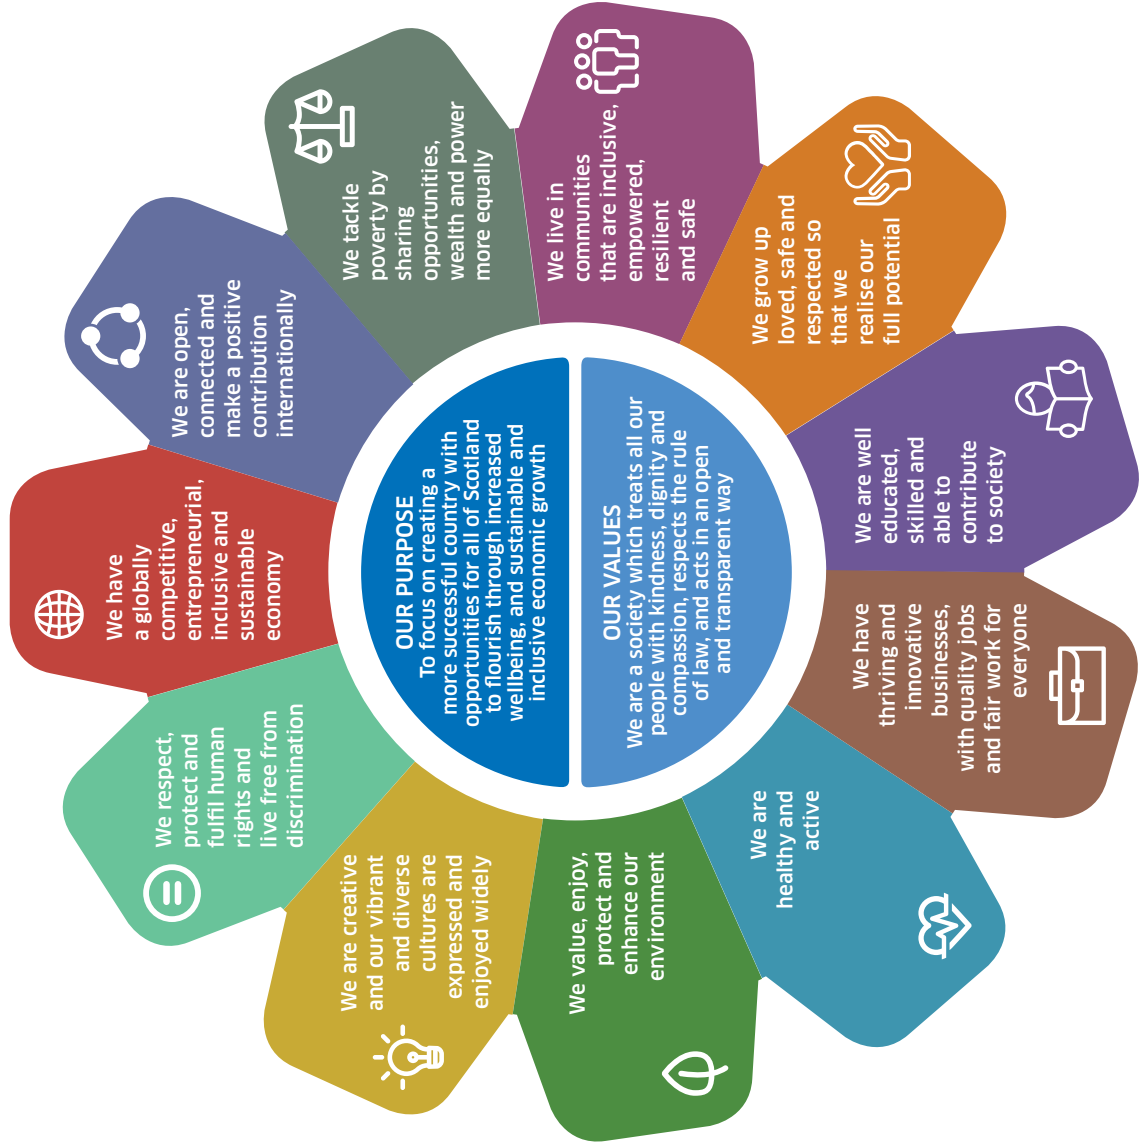 OUR PURPOSE
To focus on creating a
more successful country with
opportunities for all of Scotland
to flourish through increased
wellbeing, and sustainable and
inclusive economic growth
OUR VALUES
We are a society which treats all our
people with kindness, dignity and
compassion, respects the rule
of law, and acts in an open
and transparent way
We have
a globally
competitive,
entrepreneurial,
inclusive and
sustainable
economy
We are open,
connected and
make a positive
contribution
internationally
We tackle
poverty by
sharing
opportunities,
wealth and power
more equally
We live in
communities
that are inclusive,
empowered,
resilient
and safe
We grow up
loved, safe and
respected so
that we
realise our
full potential
We are well
educated,
skilled and
able to
contribute
to society
We have
thriving and
innovative
businesses,
with quality jobs
and fair work for
everyone
We are
healthy and
active
We value, enjoy,
protect and
enhance our
environment
We are creative
and our vibrant
and diverse
cultures are
expressed and
enjoyed widely
We respect,
protect and
fulfil human
rights and
live free from
discrimination